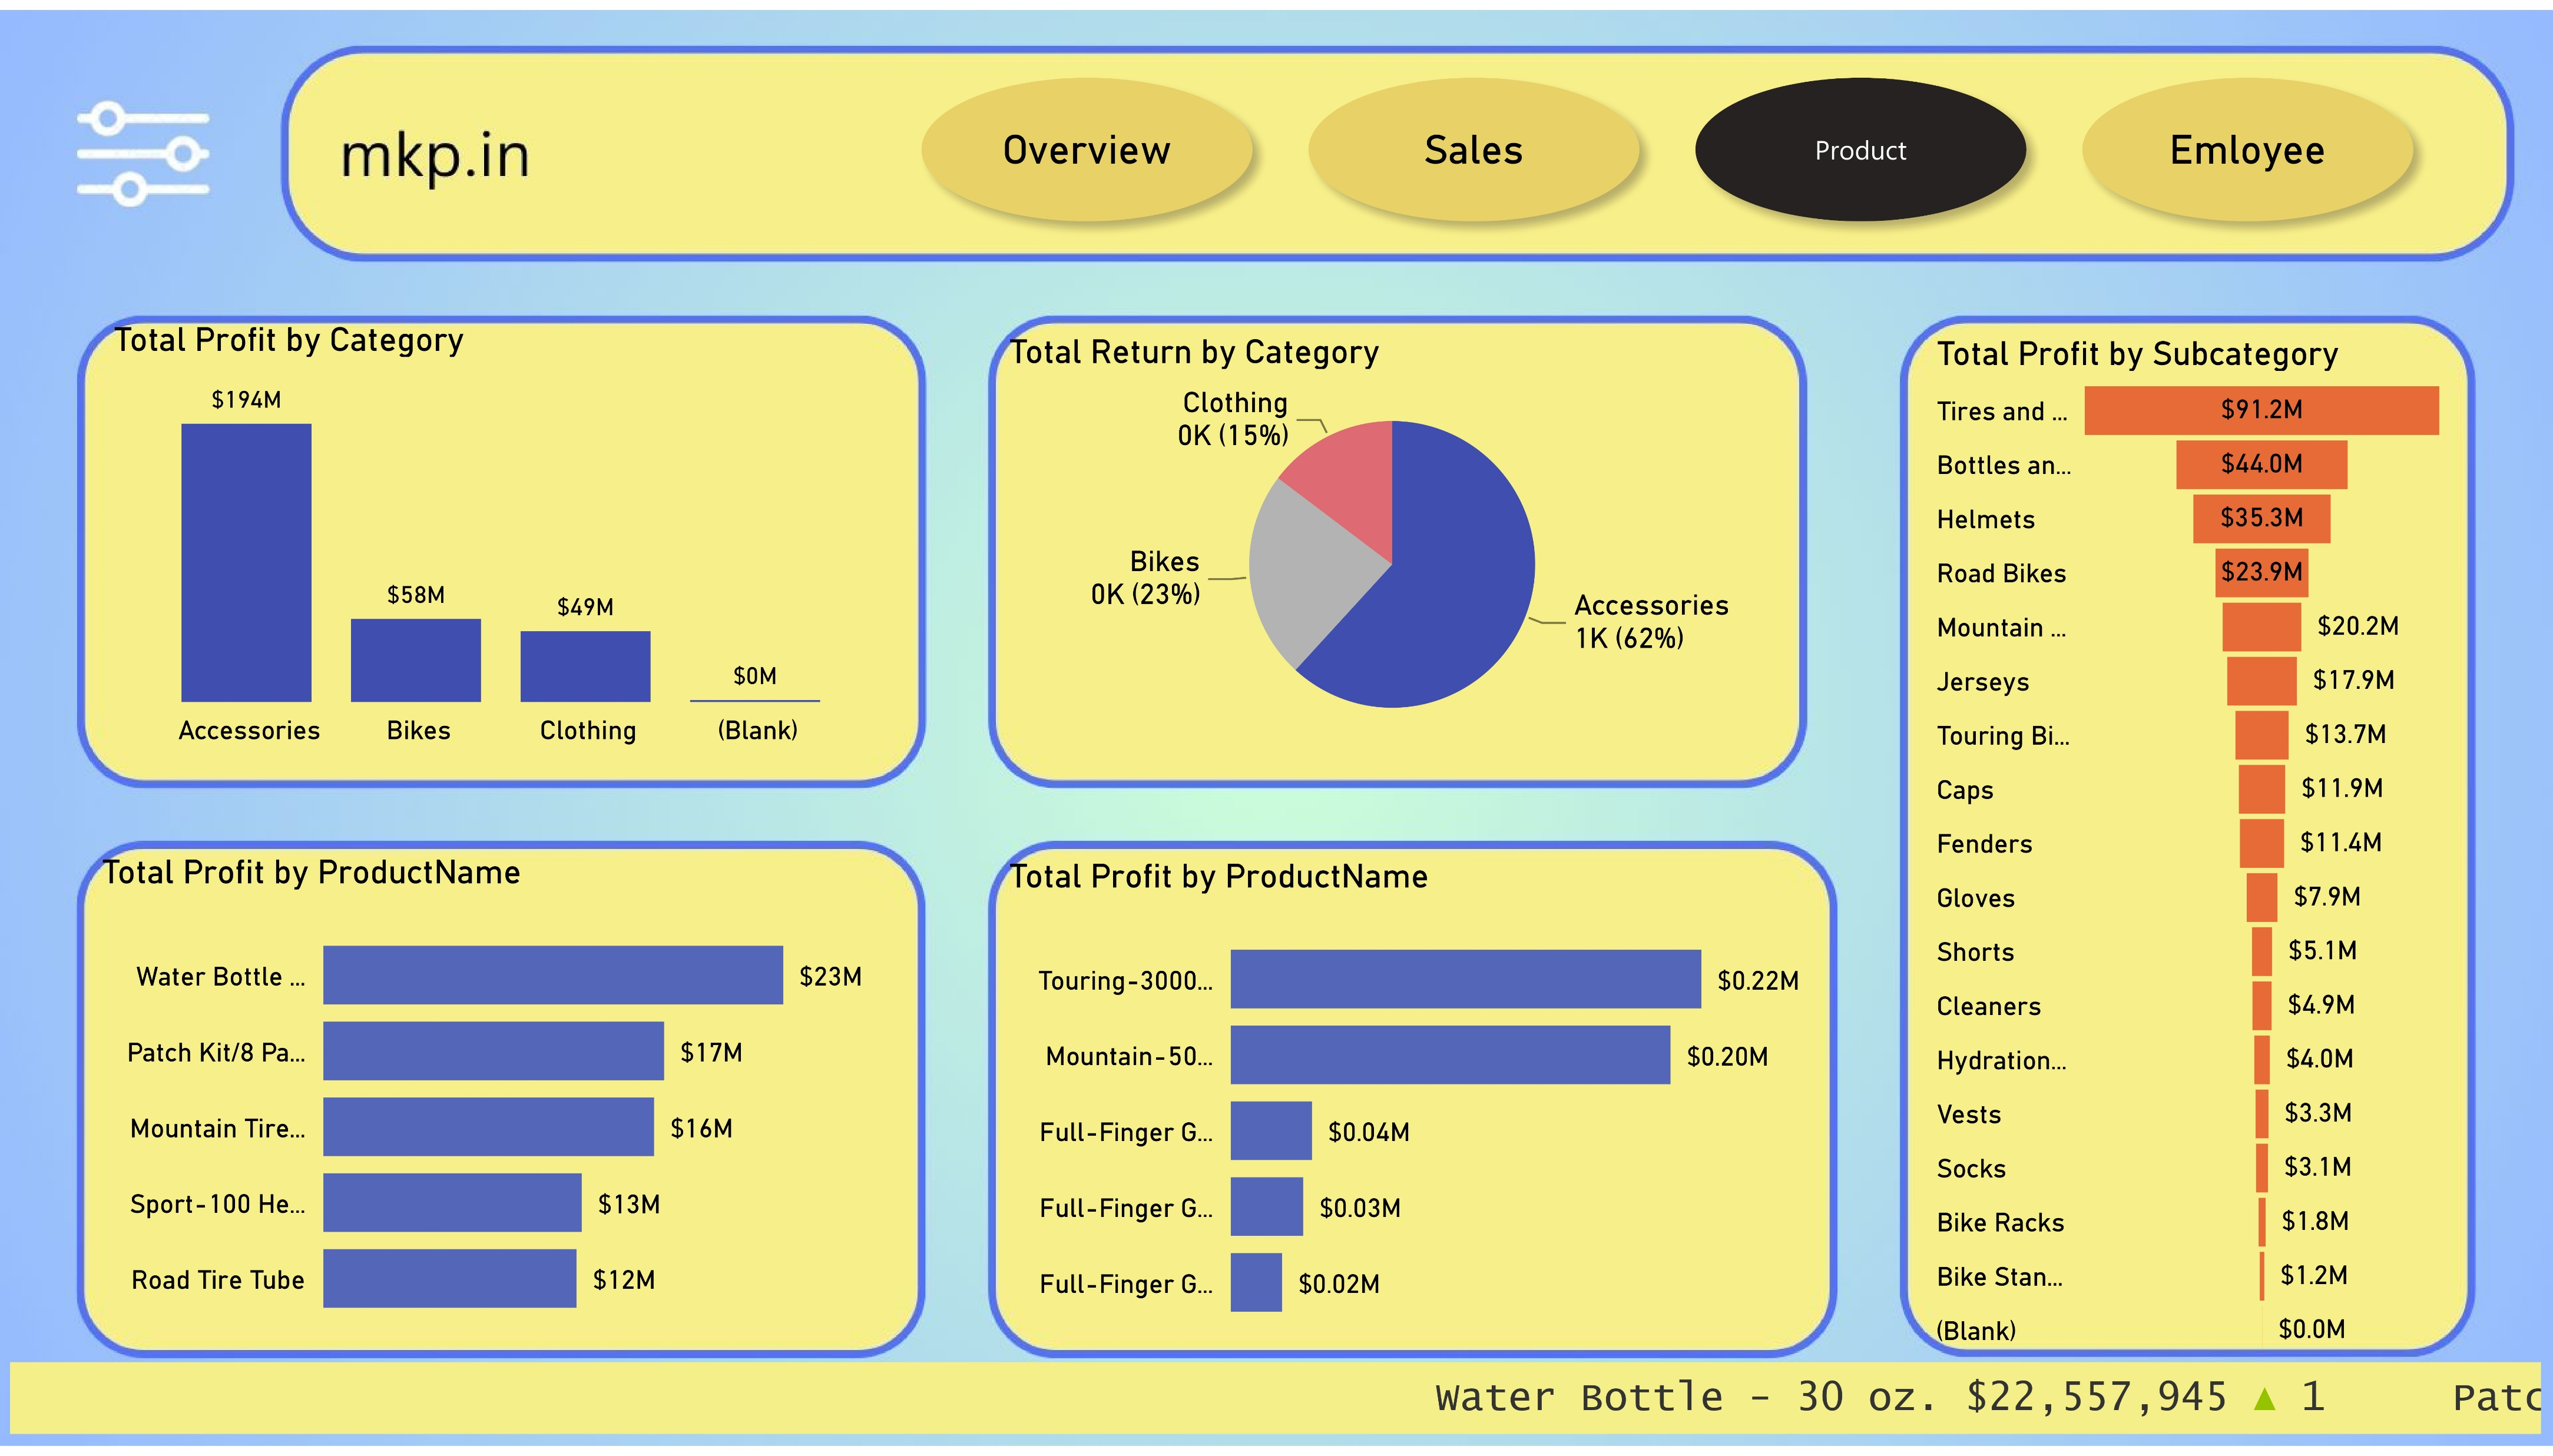 mkp.in
Overview
Sales
Product
Emloyee
Total Profit by Category
$194M
$58M
$49M
$0M
Accessories
Bikes
Clothing
(Blank)
Total Return by Category
Clothing
0K (15%)
Bikes
0K (23%)
Accessories
1K (62%)
Total Profit by Subcategory
Tires and ... $91.2M
Bottles an... $44.0M
Helmets $35.3M
Road Bikes $23.9M
Mountain ... $20.2M
Jerseys $17.9M
Touring Bi... $13.7M
Caps $11.9M
Fenders $11.4M
Gloves $7.9M
Shorts $5.1M
Cleaners $4.9M
Hydration... $4.0M
Vests $3.3M
Socks $3.1M
Bike Racks $1.8M
Bike Stan... $1.2M
(Blank) $0.0M
Total Profit by ProductName
Water Bottle ... $23M
Patch Kit/8 Pa... $17M
Mountain Tire... $16M
Sport-100 He... $13M
Road Tire Tube $12M
Total Profit by ProductName
Touring-3000... $0.22M
Mountain-50... $0.20M
Full-Finger G... $0.04M
Full-Finger G... $0.03M
Full-Finger G... $0.02M
Water Bottle - 30 oz. $22,557,945 ▲ 1 Patc